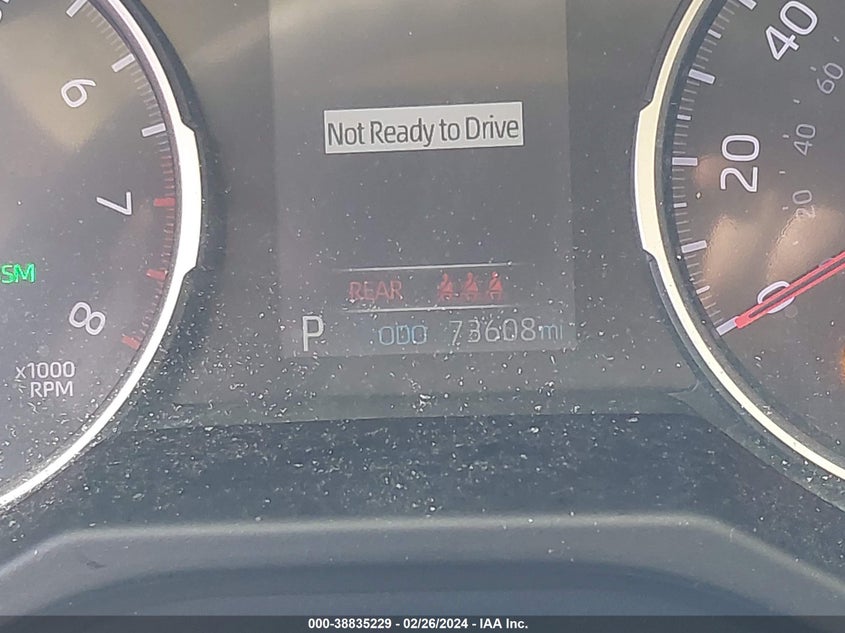 6
7
8
x1000
RPM
SM
Not Ready to Drive
REAR
P ODO 73608 mi
40
60
20
40
20
0
000-38835229 - 02/26/2024 - IAA Inc.